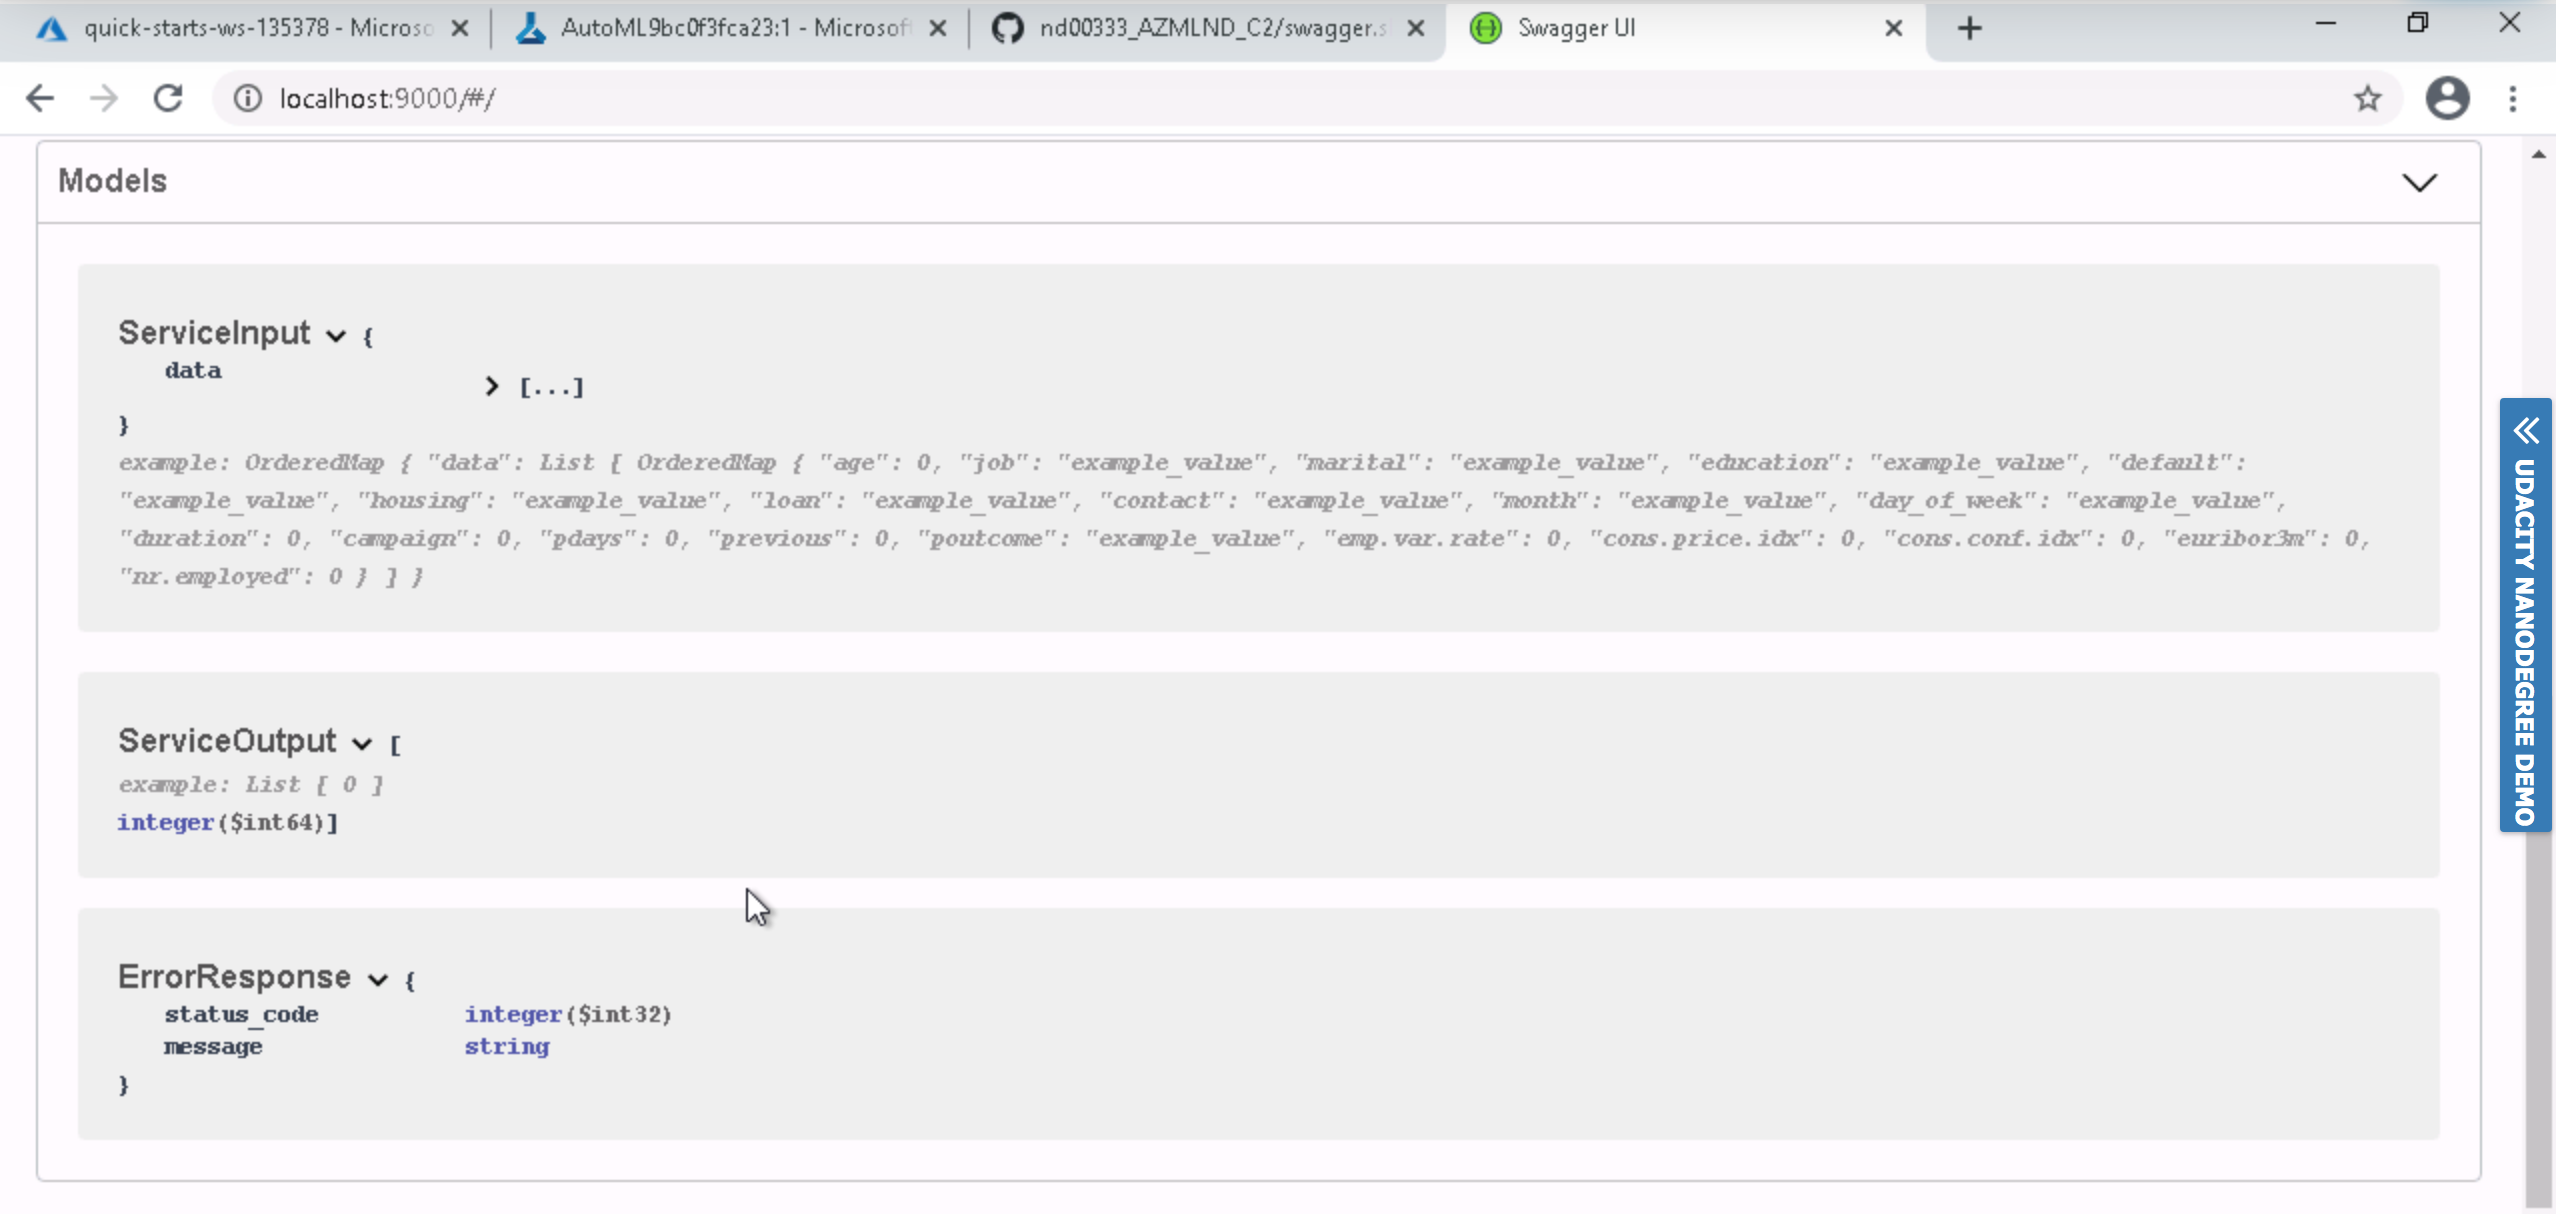 quick-starts-ws-135378 - Microso
AutoML9bc0f3fca23:1 - Microsof
nd00333_AZMLND_C2/swagger.s
Swagger UI
localhost:9000/#/
Models
ServiceInput {
data
[...]
}
example: OrderedMap { "data": List [ OrderedMap { "age": 0, "job": "example_value", "marital": "example_value", "education": "example_value", "default":
"example_value", "housing": "example_value", "loan": "example_value", "contact": "example_value", "month": "example_value", "day_of_week": "example_value",
"duration": 0, "campaign": 0, "pdays": 0, "previous": 0, "poutcome": "example_value", "emp.var.rate": 0, "cons.price.idx": 0, "cons.conf.idx": 0, "euribor3m": 0,
"nr.employed": 0 } ] }
ServiceOutput [
example: List [ 0 ]
integer($int64)]
ErrorResponse {
status_code integer($int32)
message string
}
UDACITY NANODEGREE DEMO